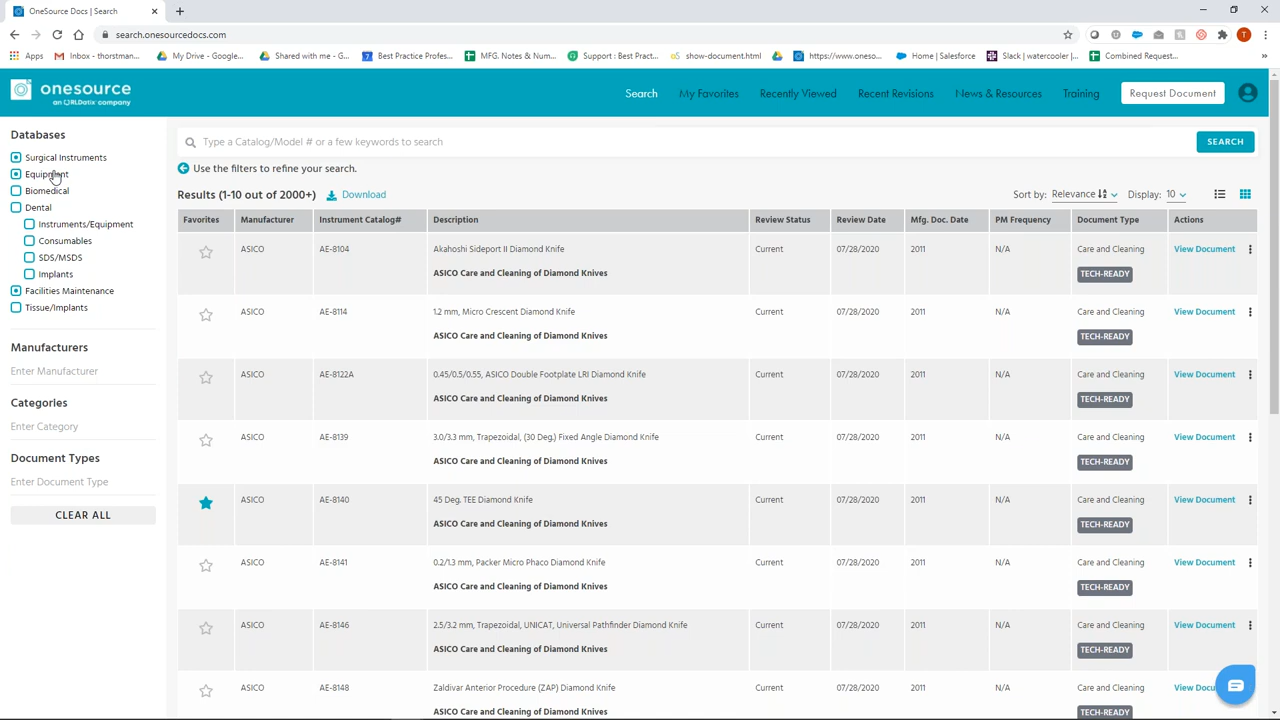 OneSource Docs | Search
search.onesourcedocs.com
Apps
Inbox - thorstman...
My Drive - Google...
Shared with me - G...
Best Practice Profes...
MFG. Notes & Num...
Support : Best Pract...
show-document.html
https://www.oneso...
Home | Salesforce
Slack | watercooler |...
Combined Request...
T
onesource
an RLDatix company
Search
My Favorites
Recently Viewed
Recent Revisions
News & Resources
Training
Request Document
Databases
Surgical Instruments
Equipment
Biomedical
Dental
Instruments/Equipment
Consumables
SDS/MSDS
Implants
Facilities Maintenance
Tissue/Implants
Manufacturers
Enter Manufacturer
Categories
Enter Category
Document Types
Enter Document Type
CLEAR ALL
Type a Catalog/Model # or a few keywords to search
SEARCH
Use the filters to refine your search.
Results (1-10 out of 2000+) Download
Sort by: Relevance Display: 10
Favorites Manufacturer Instrument Catalog# Description Review Status Review Date Mfg. Doc. Date PM Frequency Document Type Actions
ASICO AE-8104 Akahoshi Sideport II Diamond Knife Current 07/28/2020 2011 N/A Care and Cleaning View Document
ASICO Care and Cleaning of Diamond Knives TECH-READY
ASICO AE-8114 1.2 mm, Micro Crescent Diamond Knife Current 07/28/2020 2011 N/A Care and Cleaning View Document
ASICO Care and Cleaning of Diamond Knives TECH-READY
ASICO AE-8122A 0.45/0.5/0.55, ASICO Double Footplate LRI Diamond Knife Current 07/28/2020 2011 N/A Care and Cleaning View Document
ASICO Care and Cleaning of Diamond Knives TECH-READY
ASICO AE-8139 3.0/3.3 mm, Trapezoidal, (30 Deg.) Fixed Angle Diamond Knife Current 07/28/2020 2011 N/A Care and Cleaning View Document
ASICO Care and Cleaning of Diamond Knives TECH-READY
ASICO AE-8140 45 Deg. TEE Diamond Knife Current 07/28/2020 2011 N/A Care and Cleaning View Document
ASICO Care and Cleaning of Diamond Knives TECH-READY
ASICO AE-8141 0.2/1.3 mm, Packer Micro Phaco Diamond Knife Current 07/28/2020 2011 N/A Care and Cleaning View Document
ASICO Care and Cleaning of Diamond Knives TECH-READY
ASICO AE-8146 2.5/3.2 mm, Trapezoidal, UNICAT, Universal Pathfinder Diamond Knife Current 07/28/2020 2011 N/A Care and Cleaning View Document
ASICO Care and Cleaning of Diamond Knives TECH-READY
ASICO AE-8148 Zaldivar Anterior Procedure (ZAP) Diamond Knife Current 07/28/2020 2011 N/A Care and Cleaning View
ASICO Care and Cleaning of Diamond Knives TECH-READY